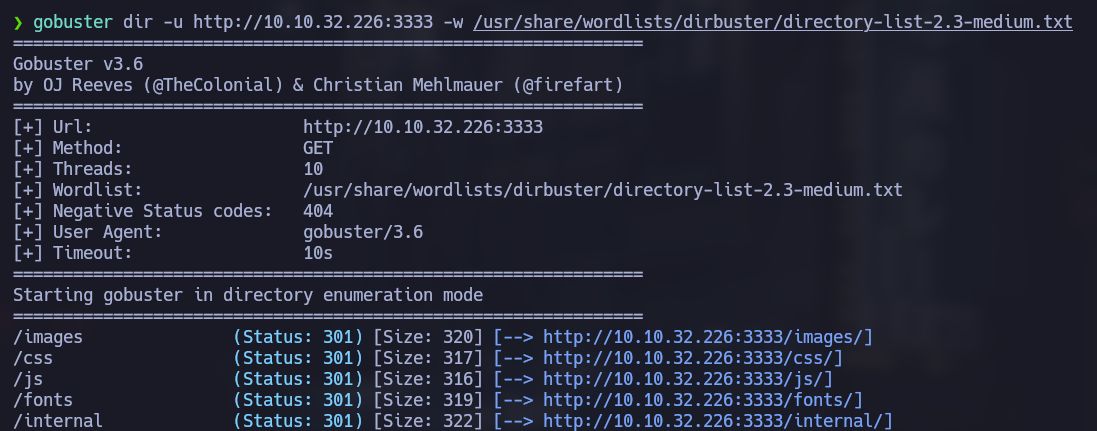 ❯ gobuster dir -u http://10.10.32.226:3333 -w /usr/share/wordlists/dirbuster/directory-list-2.3-medium.txt
===============================================================
Gobuster v3.6
by OJ Reeves (@TheColonial) & Christian Mehlmauer (@firefart)
===============================================================
[+] Url:                     http://10.10.32.226:3333
[+] Method:                  GET
[+] Threads:                 10
[+] Wordlist:                /usr/share/wordlists/dirbuster/directory-list-2.3-medium.txt
[+] Negative Status codes:   404
[+] User Agent:              gobuster/3.6
[+] Timeout:                 10s
===============================================================
Starting gobuster in directory enumeration mode
===============================================================
/images               (Status: 301) [Size: 320] [--> http://10.10.32.226:3333/images/]
/css                  (Status: 301) [Size: 317] [--> http://10.10.32.226:3333/css/]
/js                   (Status: 301) [Size: 316] [--> http://10.10.32.226:3333/js/]
/fonts                (Status: 301) [Size: 319] [--> http://10.10.32.226:3333/fonts/]
/internal             (Status: 301) [Size: 322] [--> http://10.10.32.226:3333/internal/]